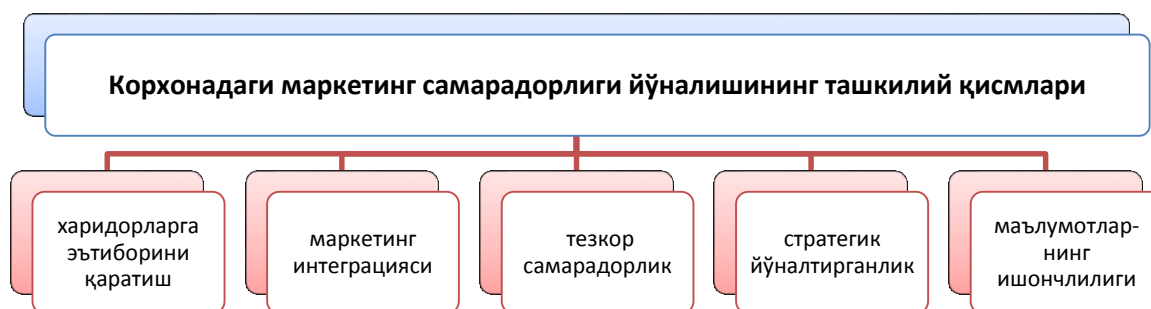 Корхонадаги маркетинг самарадорлиги йўналишининг ташкилий қисмлари
харидорларга
эътиборини
қаратиш
маркетинг
интеграцияси
тезкор
самарадорлик
стратегик
йўналтирганлик
маълумотлар-
нинг
ишончлилиги